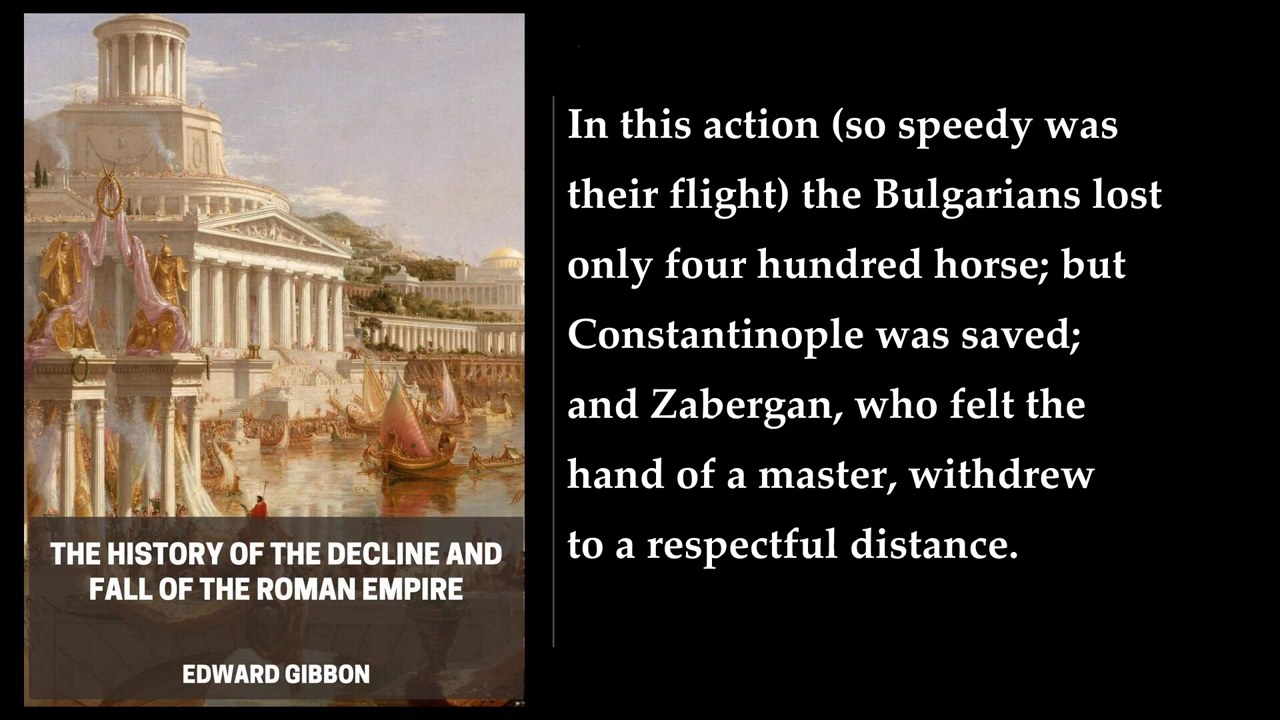 THE HISTORY OF THE DECLINE AND
FALL OF THE ROMAN EMPIRE
EDWARD GIBBON
In this action (so speedy was
their flight) the Bulgarians lost
only four hundred horse; but
Constantinople was saved;
and Zabergan, who felt the
hand of a master, withdrew
to a respectful distance.